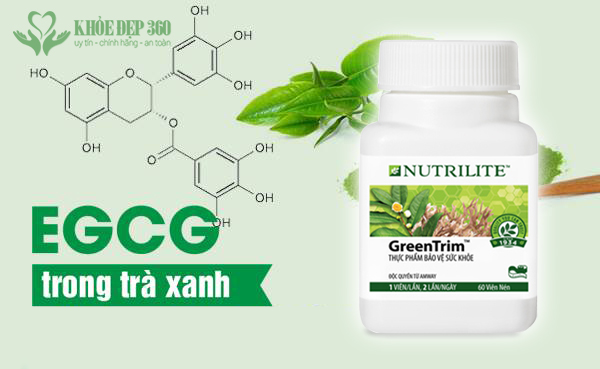 KHỎE ĐẸP 360
uy tín - chính hãng - an toàn
OH
OH
OH
HO
O
OH
O
O
OH
OH
OH
OH
EGCG
trong trà xanh
NUTRILITE™
GreenTrim™
THỰC PHẨM BẢO VỆ SỨC KHỎE
ĐỘC QUYỀN TỪ AMWAY
1 VIÊN/LẦN, 2 LẦN/NGÀY
60 Viên Nén
1934